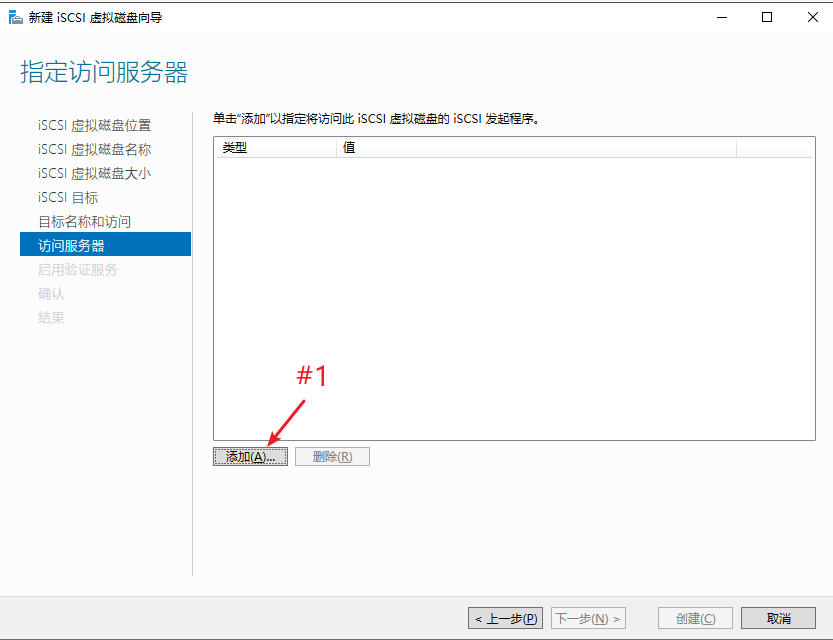 新建 iSCSI 虚拟磁盘向导
指定访问服务器
iSCSI 虚拟磁盘位置
iSCSI 虚拟磁盘名称
iSCSI 虚拟磁盘大小
iSCSI 目标
目标名称和访问
访问服务器
启用验证服务
确认
结果
单击“添加”以指定将访问此 iSCSI 虚拟磁盘的 iSCSI 发起程序。
类型 值
#1
添加(A)... 删除(R)
< 上一步(P) 下一步(N) > 创建(C) 取消